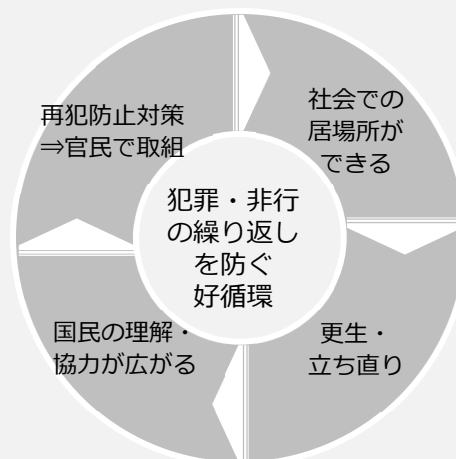 再犯防止対策
⇒官民で取組
社会での
居場所が
できる
犯罪・非行
の繰り返し
を防ぐ
好循環
国民の理解・
協力が広がる
更生・
立ち直り